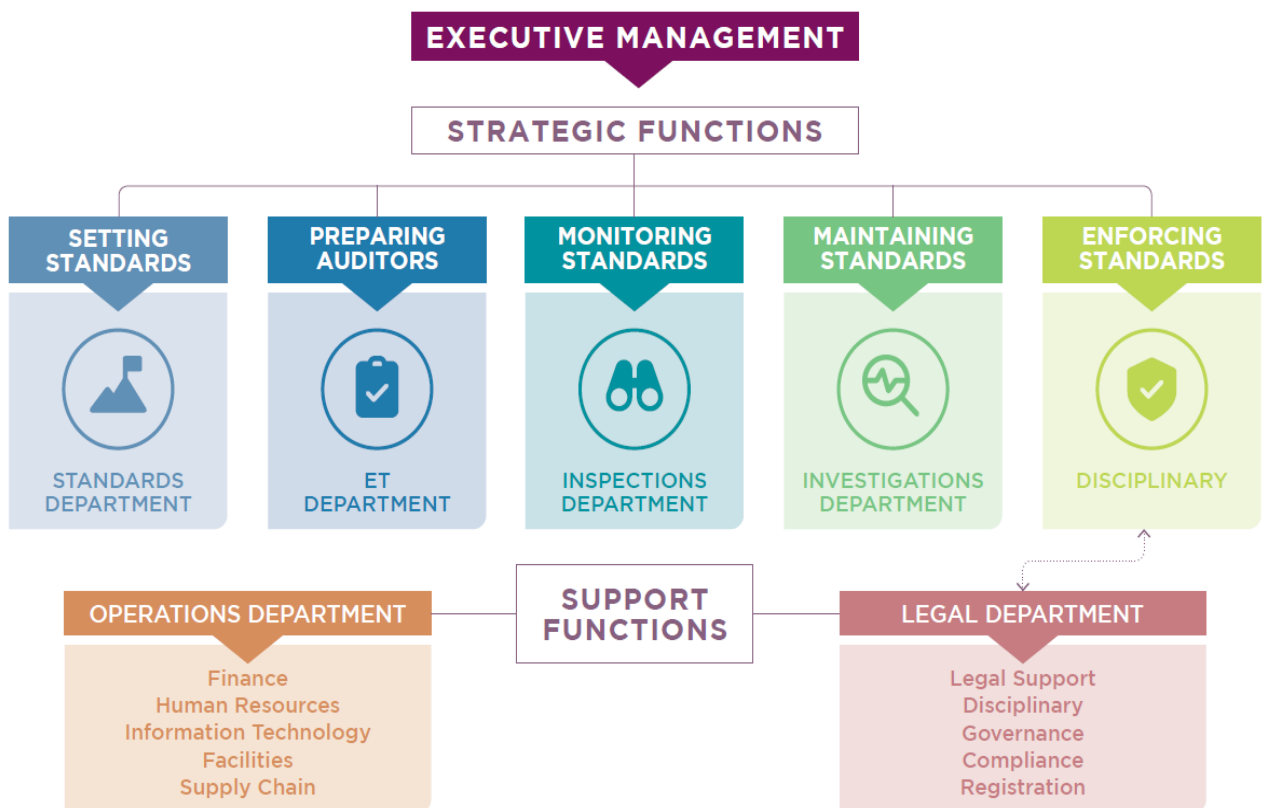 EXECUTIVE MANAGEMENT
STRATEGIC FUNCTIONS
SETTING
STANDARDS
STANDARDS
DEPARTMENT
PREPARING
AUDITORS
ET
DEPARTMENT
MONITORING
STANDARDS
INSPECTIONS
DEPARTMENT
MAINTAINING
STANDARDS
INVESTIGATIONS
DEPARTMENT
ENFORCING
STANDARDS
DISCIPLINARY
SUPPORT
FUNCTIONS
OPERATIONS DEPARTMENT
Finance
Human Resources
Information Technology
Facilities
Supply Chain
LEGAL DEPARTMENT
Legal Support
Disciplinary
Governance
Compliance
Registration